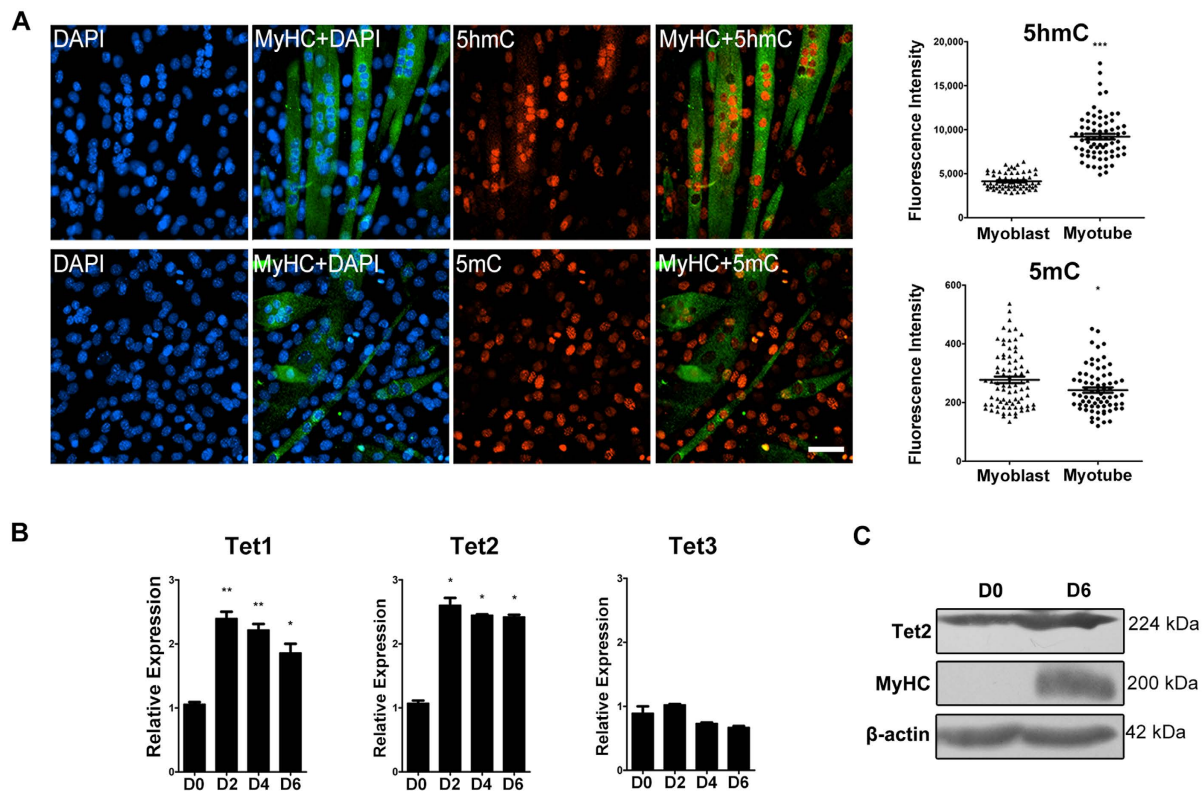 A
DAPI
MyHC+DAPI
5hmC
MyHC+5hmC
DAPI
MyHC+DAPI
5mC
MyHC+5mC
5hmC
***
Fluorescence Intensity
20,000
15,000
10,000
5,000
0
Myoblast Myotube
5mC
*
Fluorescence Intensity
600
400
200
0
Myoblast Myotube
B
Tet1
Relative Expression
3
2
1
0
** ** *
D0 D2 D4 D6
Tet2
Relative Expression
3
2
1
0
* * *
D0 D2 D4 D6
Tet3
Relative Expression
3
2
1
0
D0 D2 D4 D6
C
D0 D6
Tet2 224 kDa
MyHC 200 kDa
β-actin 42 kDa